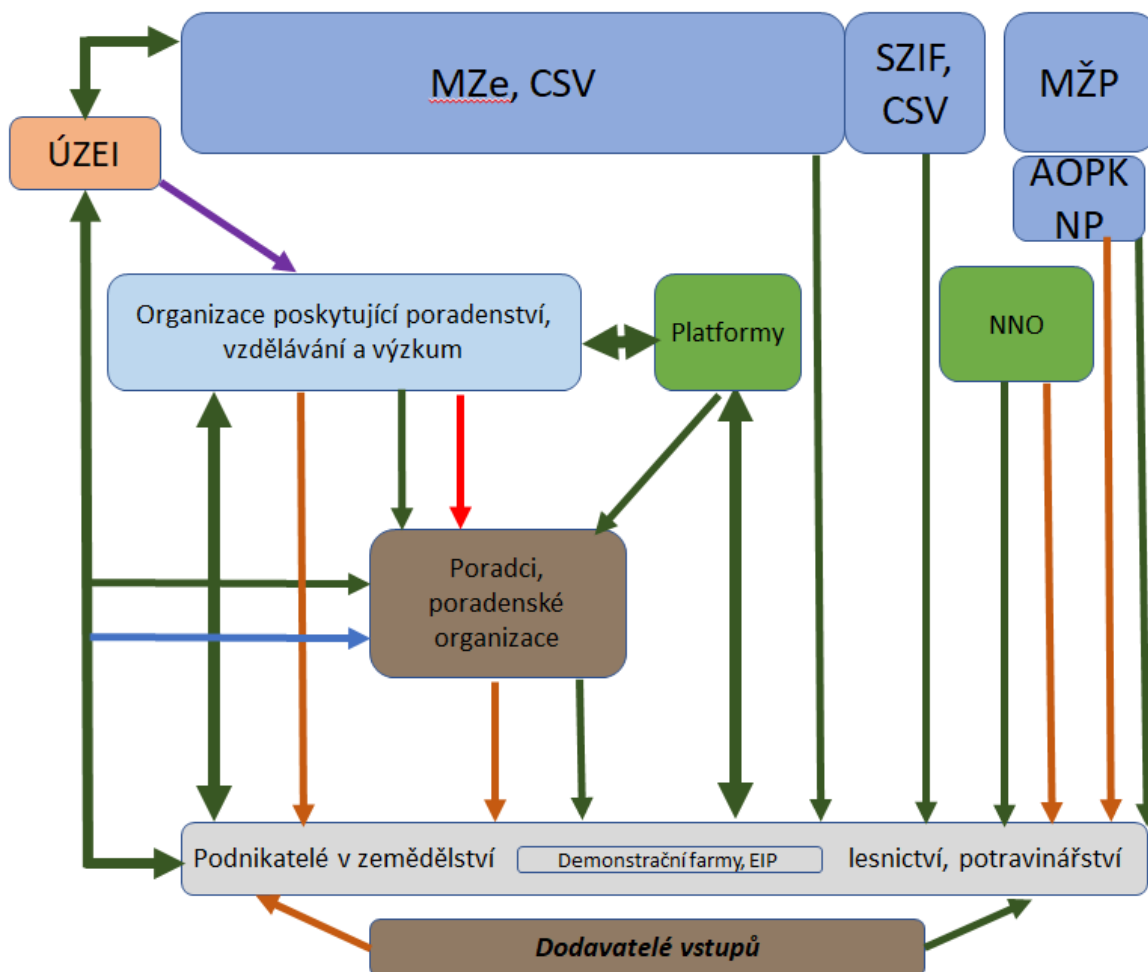 MZe, CSV
SZIF,
CSV
MŽP
ÚZEI
AOPK
NP
Organizace poskytující poradenství,
vzdělávání a výzkum
Platformy
NNO
Poradci,
poradenské
organizace
Podnikatelé v zemědělství
Demonstrační farmy, EIP
lesnictví, potravinářství
Dodavatelé vstupů